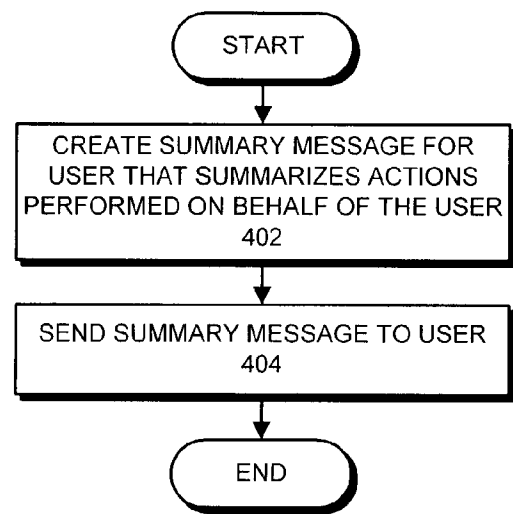 START
CREATE SUMMARY MESSAGE FOR
USER THAT SUMMARIZES ACTIONS
PERFORMED ON BEHALF OF THE USER
402
SEND SUMMARY MESSAGE TO USER
404
END